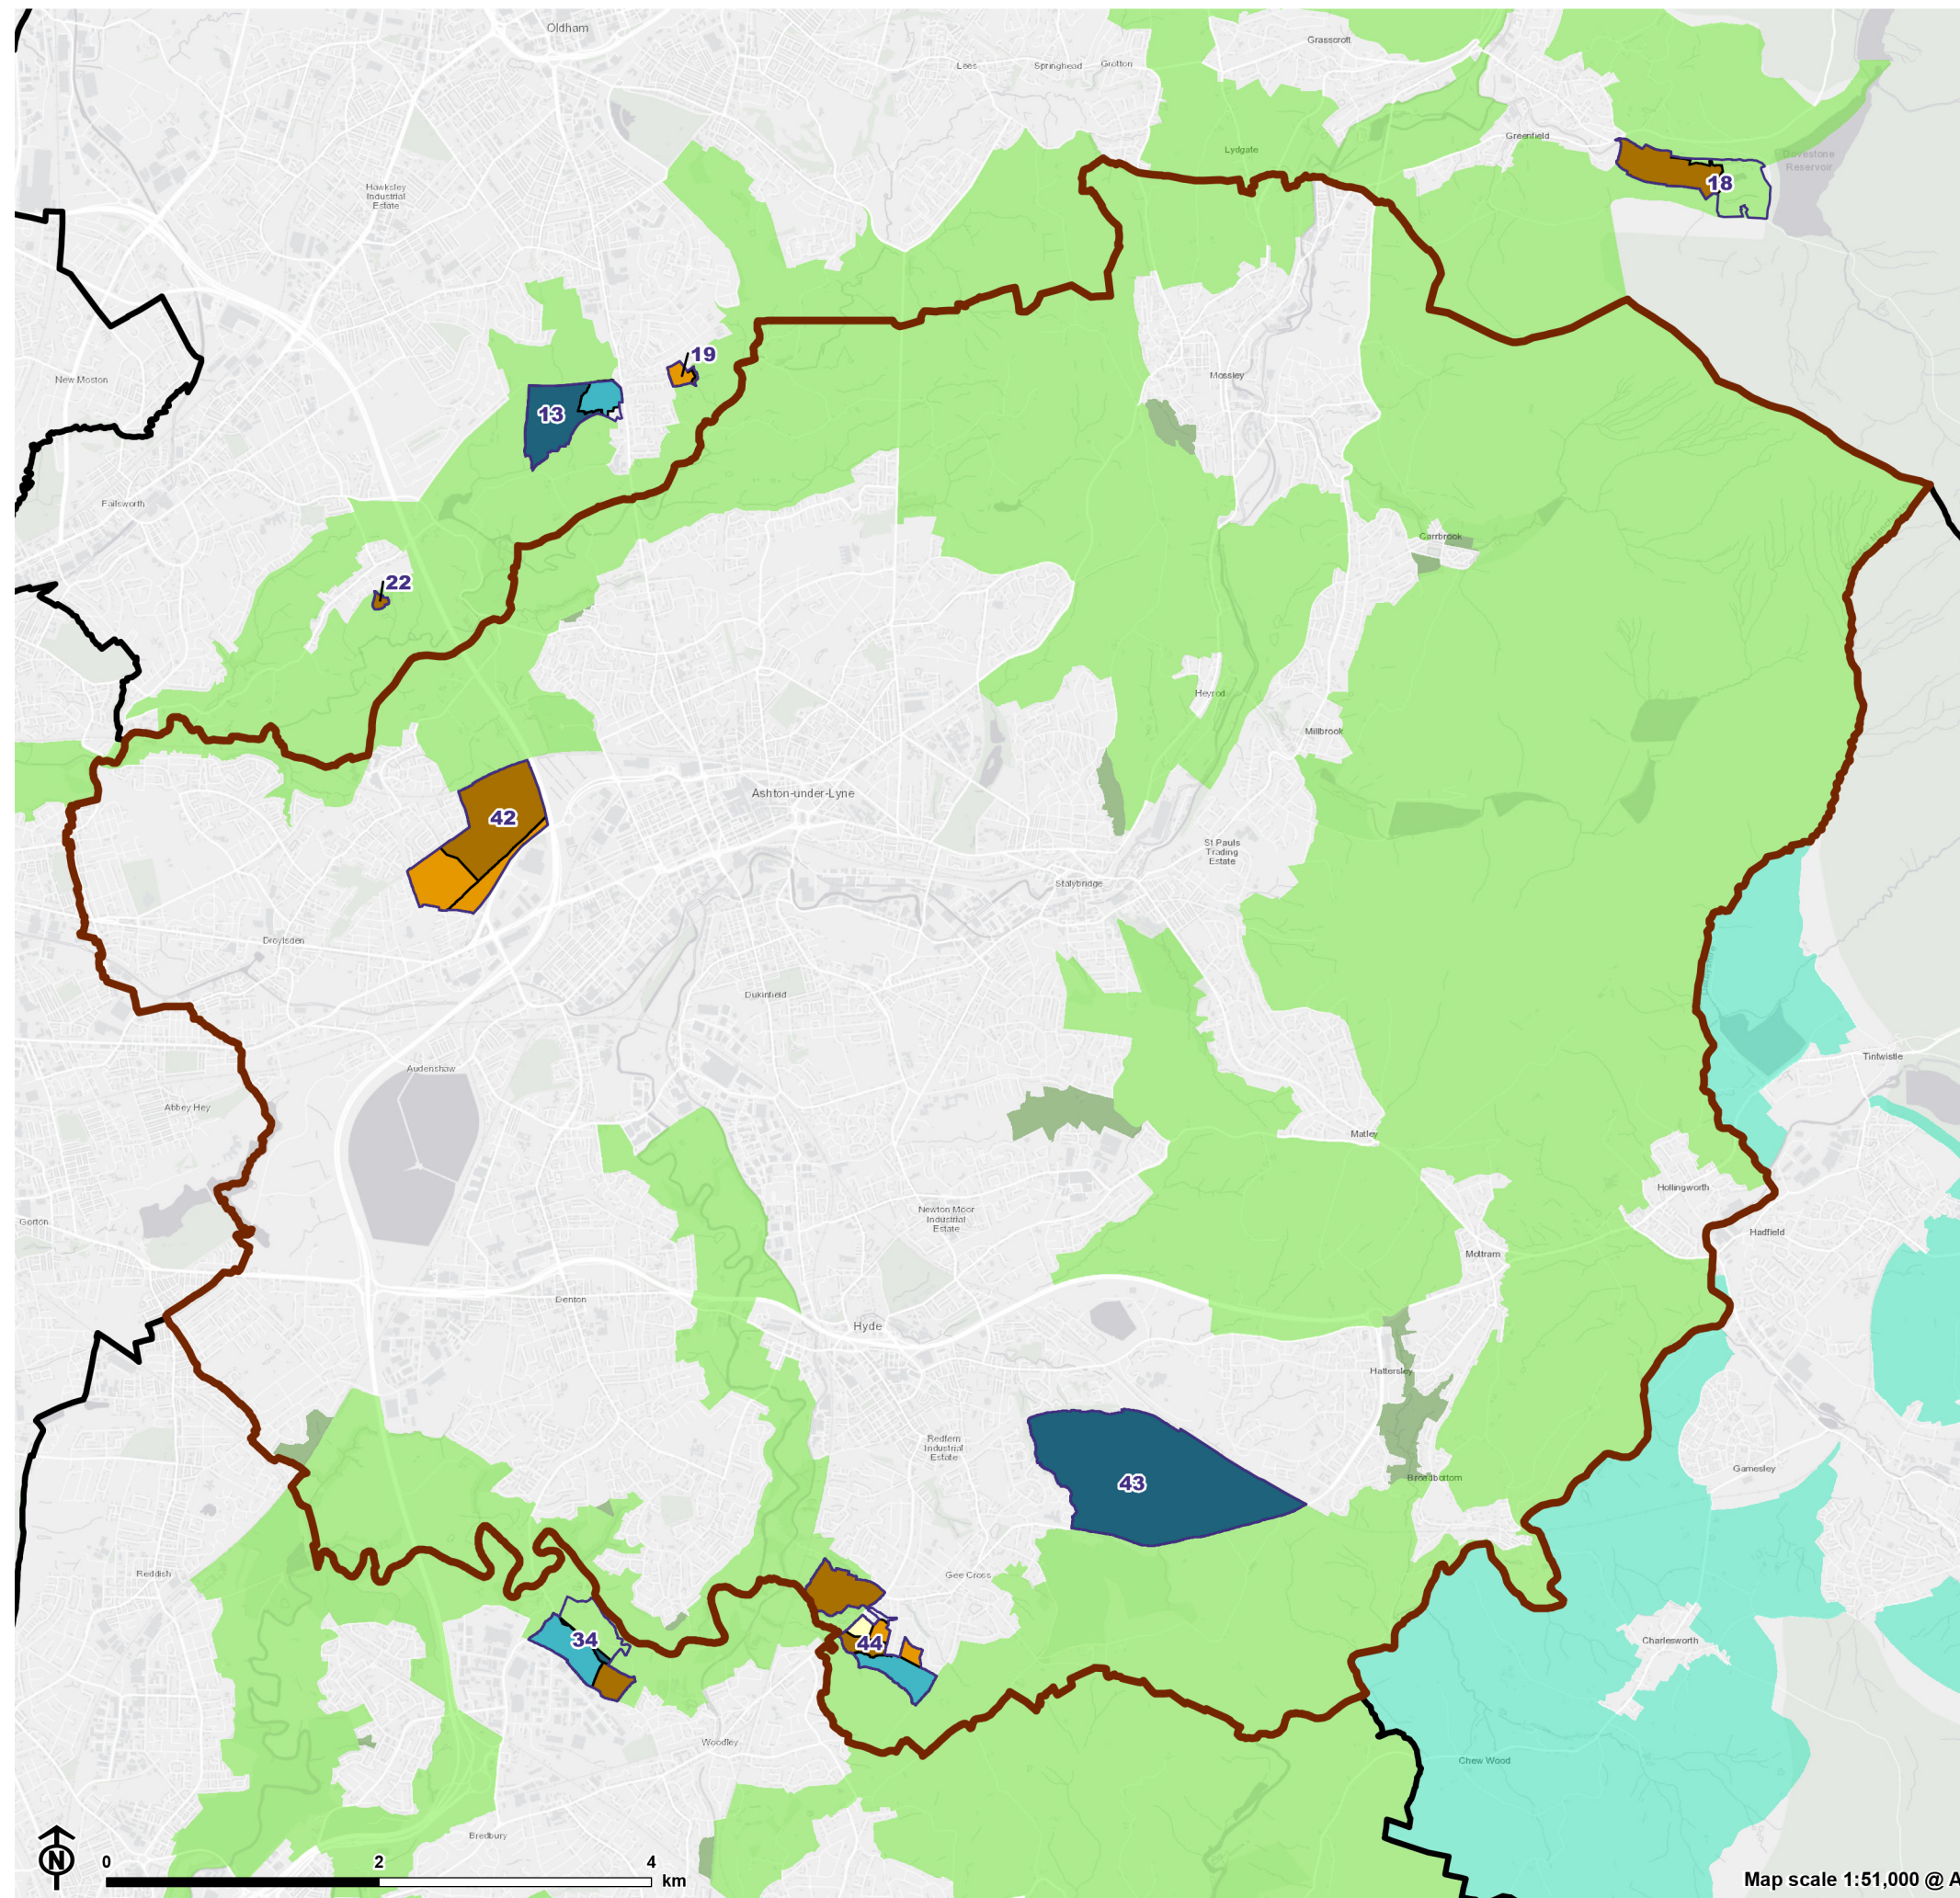 Oldham
Grasscroft
Lees
Springhead
Grotton
Greenfield
Lydgate
Dovestone
Reservoir
18
Hawksley
Industrial
Estate
19
New Moston
Mossley
13
Failsworth
Carrbrook
22
Heyrod
Millbrook
Ashton-under-Lyne
42
St Pauls
Trading
Estate
Stalybridge
Droylsden
Dukinfield
Tintwistle
Audenshaw
Abbey Hey
Matley
Hollingworth
Newton Moor
Industrial
Estate
Gorton
Hadfield
Mottram
Denton
Hyde
Hattersley
Redfern
Industrial
Estate
Gamesley
Broadbottom
43
Reddish
Gee Cross
34
44
Charlesworth
Woodley
Chew Wood
Bredbury
N
0 2 4
km
Map scale 1:51,000 @ A